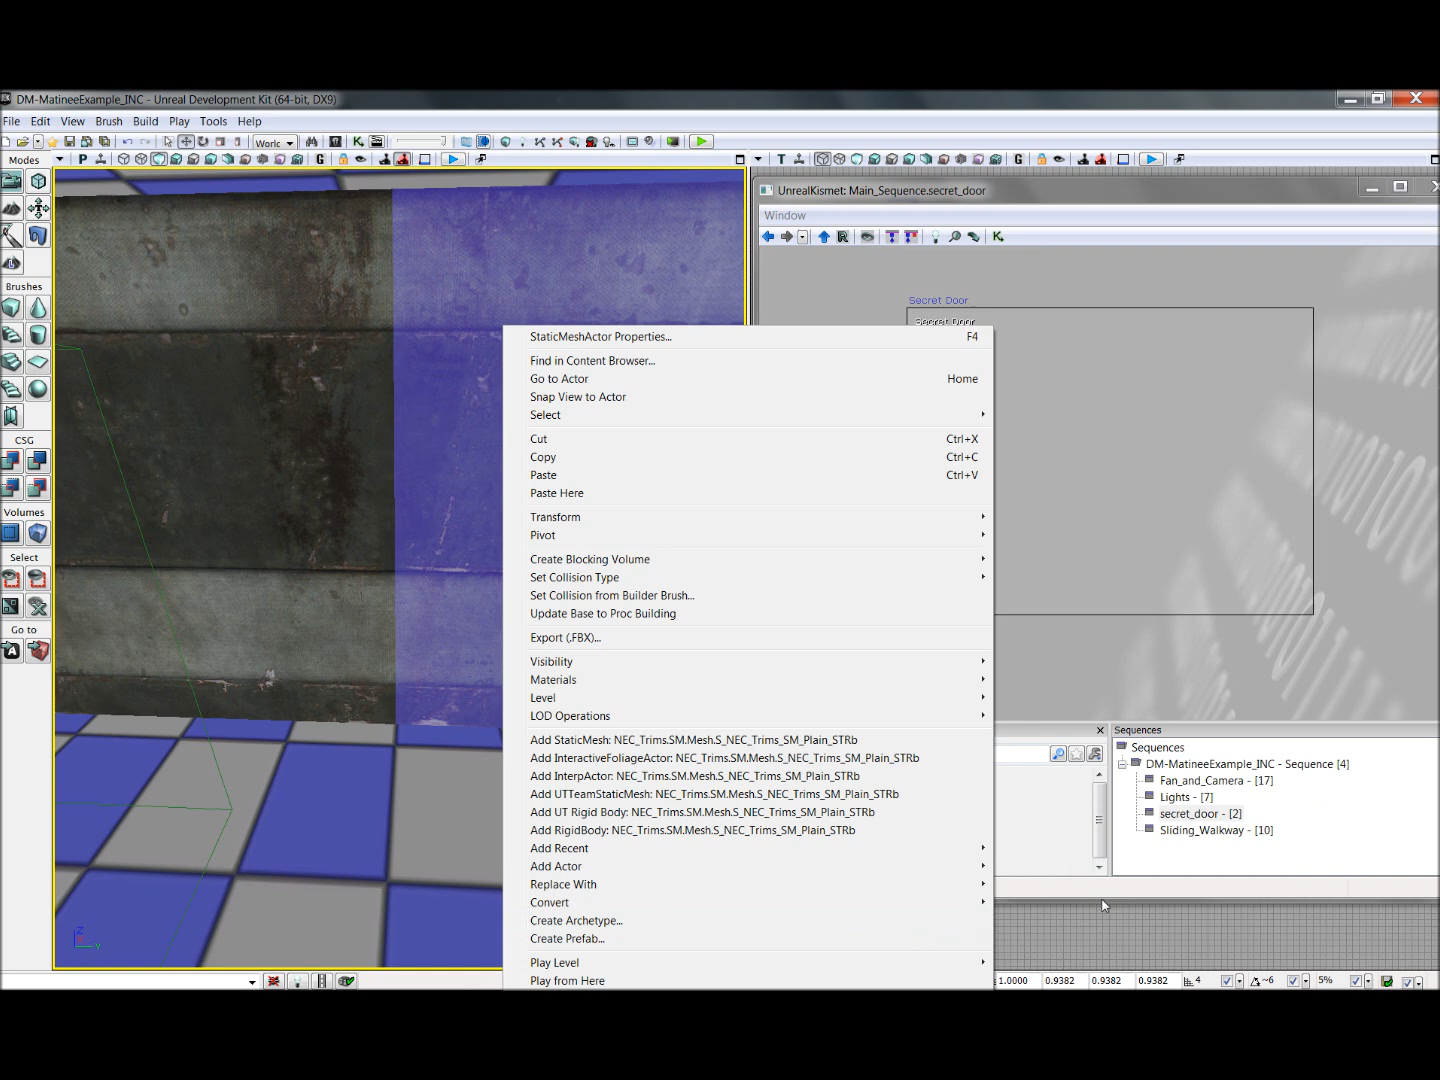 DM-MatineeExample_INC - Unreal Development Kit (64-bit, DX9)
File Edit View Brush Build Play Tools Help
World
Modes
P
G
T
G
UnrealKismet: Main_Sequence.secret_door
Window
R
K
Brushes
CSG
Volumes
Select
Go to
A
Secret Door
Secret Door
StaticMeshActor Properties... F4
Find in Content Browser...
Go to Actor Home
Snap View to Actor
Select
Cut Ctrl+X
Copy Ctrl+C
Paste Ctrl+V
Paste Here
Transform
Pivot
Create Blocking Volume
Set Collision Type
Set Collision from Builder Brush...
Update Base to Proc Building
Export (.FBX)...
Visibility
Materials
Level
LOD Operations
Add StaticMesh: NEC_Trims.SM.Mesh.S_NEC_Trims_SM_Plain_STRb
Add InteractiveFoliageActor: NEC_Trims.SM.Mesh.S_NEC_Trims_SM_Plain_STRb
Add InterpActor: NEC_Trims.SM.Mesh.S_NEC_Trims_SM_Plain_STRb
Add UTTeamStaticMesh: NEC_Trims.SM.Mesh.S_NEC_Trims_SM_Plain_STRb
Add UT Rigid Body: NEC_Trims.SM.Mesh.S_NEC_Trims_SM_Plain_STRb
Add RigidBody: NEC_Trims.SM.Mesh.S_NEC_Trims_SM_Plain_STRb
Add Recent
Add Actor
Replace With
Convert
Create Archetype...
Create Prefab...
Play Level
Play from Here
Sequences
Sequences
DM-MatineeExample_INC - Sequence [4]
Fan_and_Camera - [17]
Lights - [7]
secret_door - [2]
Sliding_Walkway - [10]
Z
Y
1.0000 0.9382 0.9382 0.9382 4 ~6 5%